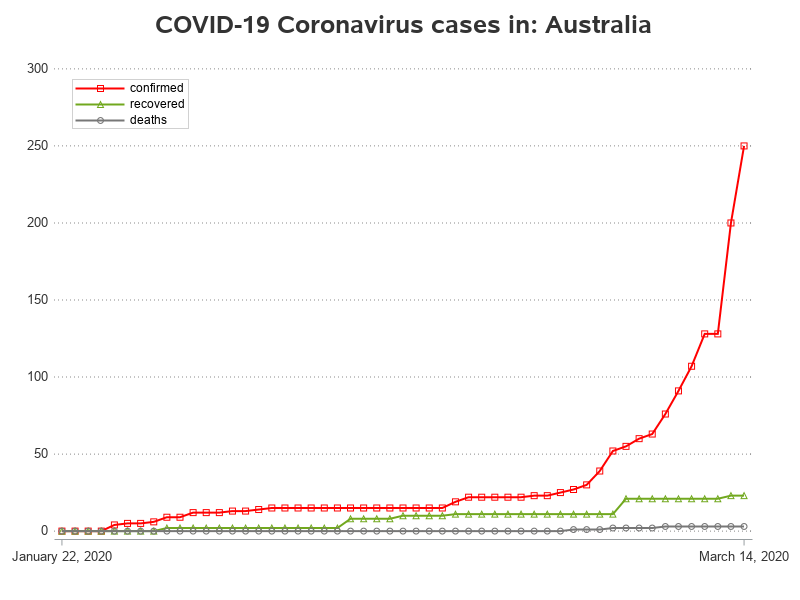 COVID-19 Coronavirus cases in: Australia
300
confirmed
recovered
deaths
250
200
150
100
50
0
January 22, 2020
March 14, 2020